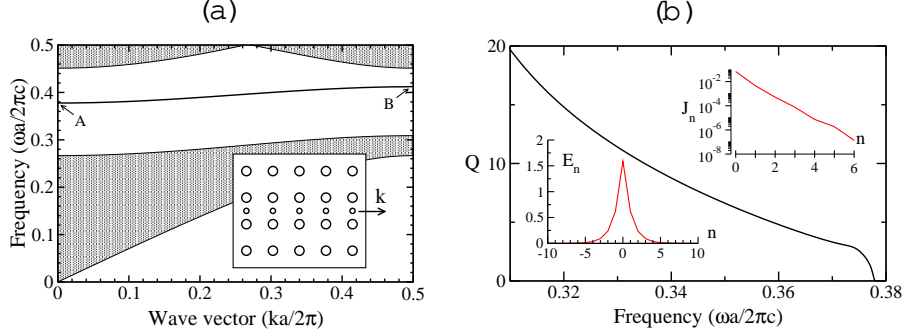 (a)
0.5
0.4
0.3
0.2
0.1
0
Frequency (ωa/2πc)
A
B
k
0
0.1
0.2
0.3
0.4
0.5
Wave vector (ka/2π)
(b)
20
10
0
Q
10^-2
10^-4
10^-6
10^-8
J_n
n
0
2
4
6
E_n
2
1.5
1
0.5
0
n
-10
-5
0
5
10
0.32
0.34
0.36
0.38
Frequency (ωa/2πc)